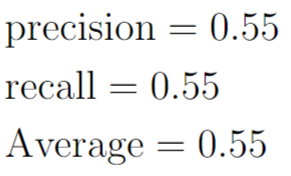 precision = 0.55
recall = 0.55
Average = 0.55